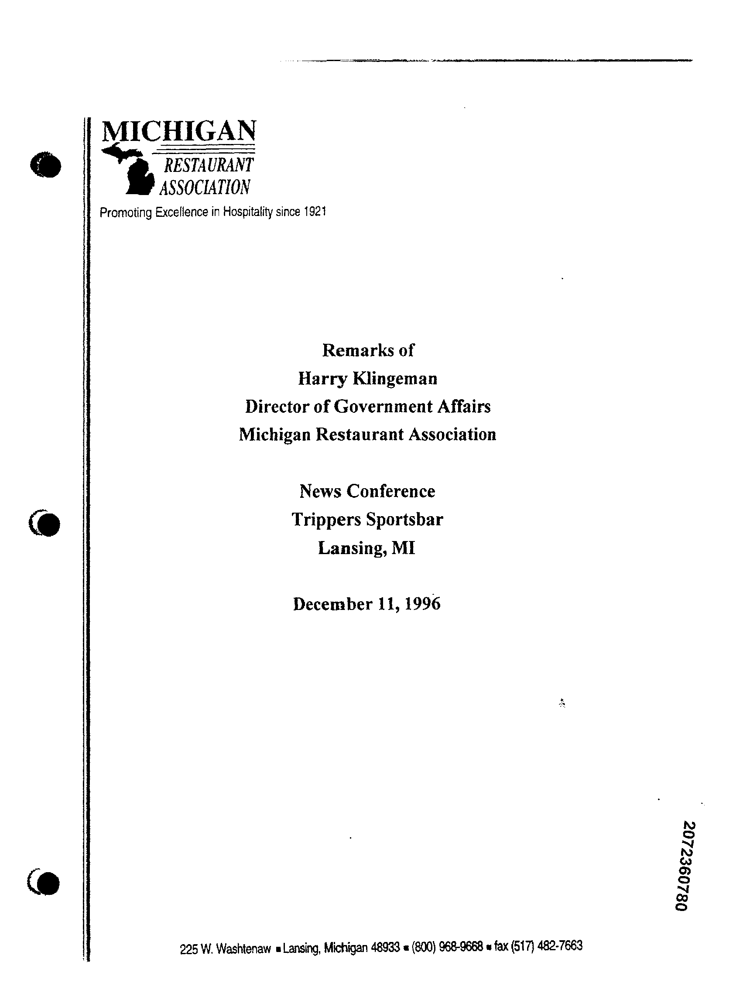 MICHIGAN
RESTAURANT
ASSOCIATION
Promoting Excellence in Hospitality since 1921
Remarks of
Harry Klingeman
Director of Government Affairs
Michigan Restaurant Association
News Conference
Trippers Sportsbar
Lansing, MI
December 11, 1996
2072360780
225 W. Washtenaw ■ Lansing, Michigan 48933 ■ (800) 968-9668 ■ fax (517) 482-7663